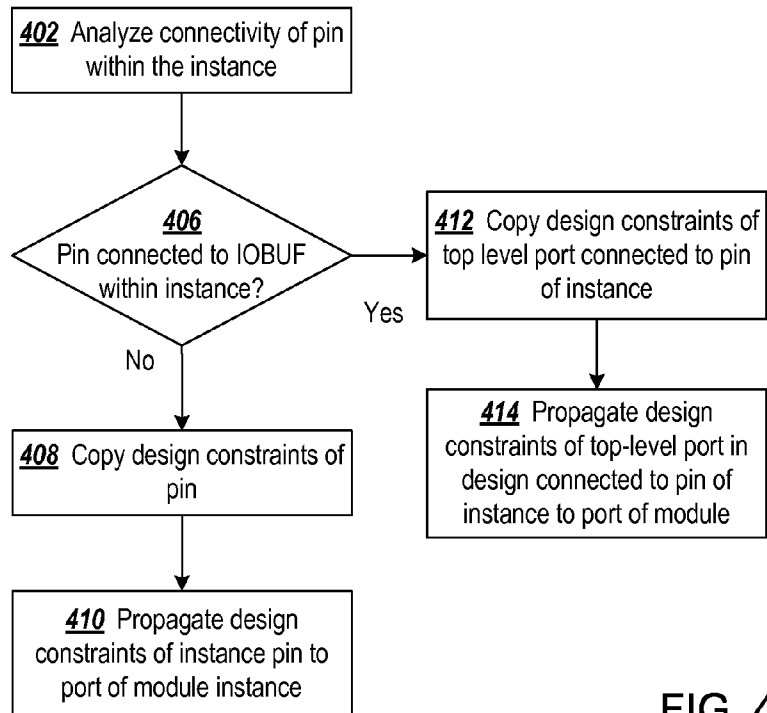 402 Analyze connectivity of pin
within the instance
406
Pin connected to IOBUF
within instance?
Yes
No
412 Copy design constraints of
top level port connected to pin
of instance
414 Propagate design
constraints of top-level port in
design connected to pin of
instance to port of module
408 Copy design constraints of
pin
410 Propagate design
constraints of instance pin to
port of module instance
FIG. 4